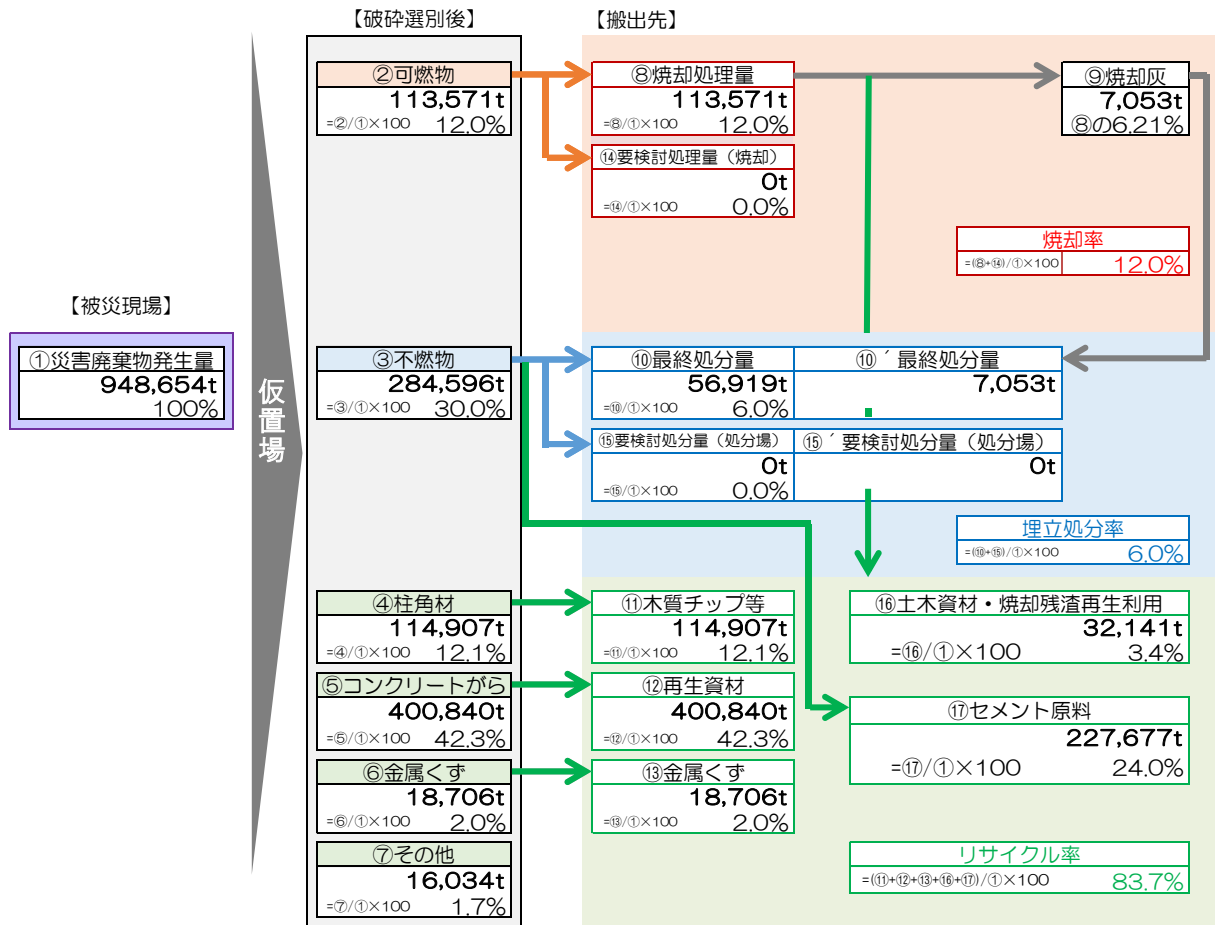 【破砕選別後】
【搬出先】
②可燃物
113,571t
=②/①×100 12.0%
⑧焼却処理量
113,571t
=⑧/①×100 12.0%
⑨焼却灰
7,053t
⑧の6.21%
⑭要検討処理量（焼却）
0t
=⑭/①×100 0.0%
焼却率
=(⑧+⑭)/①×100 12.0%
【被災現場】
①災害廃棄物発生量
948,654t
100%
仮置場
③不燃物
284,596t
=③/①×100 30.0%
⑩最終処分量
56,919t
=⑩/①×100 6.0%
⑩´最終処分量
7,053t
⑮要検討処分量（処分場）
0t
=⑮/①×100 0.0%
⑮´要検討処分量（処分場）
0t
埋立処分率
=(⑩+⑮)/①×100 6.0%
④柱角材
114,907t
=④/①×100 12.1%
⑪木質チップ等
114,907t
=⑪/①×100 12.1%
⑯土木資材・焼却残渣再生利用
32,141t
=⑯/①×100 3.4%
⑤コンクリートがら
400,840t
=⑤/①×100 42.3%
⑫再生資材
400,840t
=⑫/①×100 42.3%
⑰セメント原料
227,677t
=⑰/①×100 24.0%
⑥金属くず
18,706t
=⑥/①×100 2.0%
⑬金属くず
18,706t
=⑬/①×100 2.0%
⑦その他
16,034t
=⑦/①×100 1.7%
リサイクル率
=(⑪+⑫+⑬+⑯+⑰)/①×100 83.7%